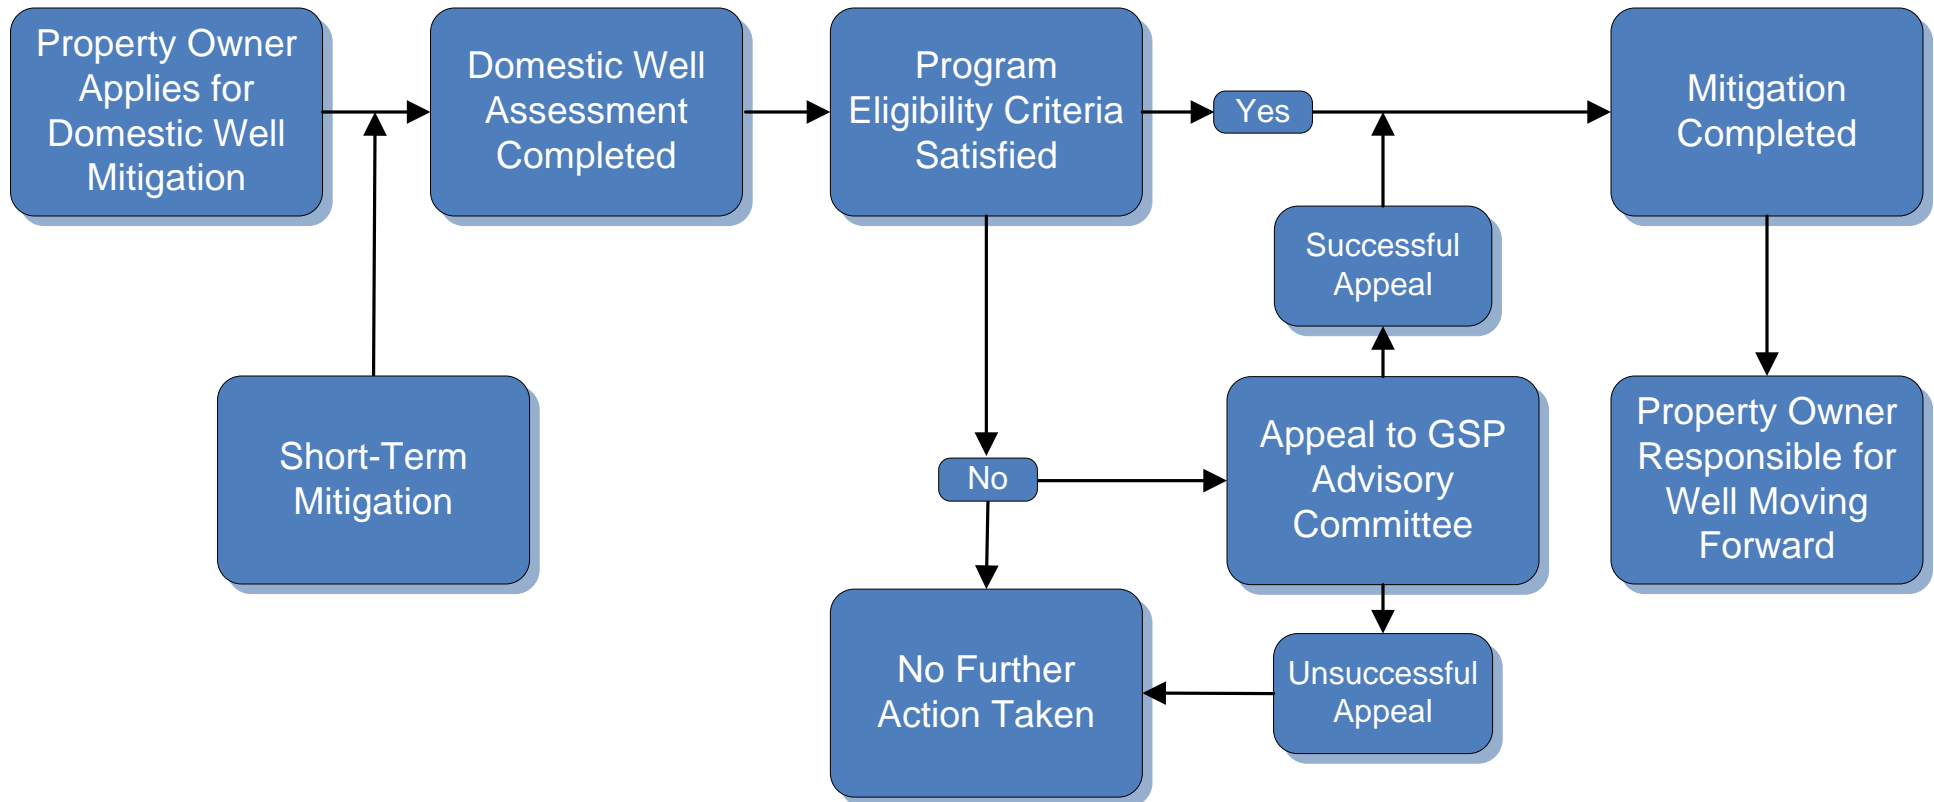 Property Owner
Applies for
Domestic Well
Mitigation
Domestic Well
Assessment
Completed
Program
Eligibility Criteria
Satisfied
Yes
Mitigation
Completed
Successful
Appeal
Short-Term
Mitigation
No
Appeal to GSP
Advisory
Committee
Property Owner
Responsible for
Well Moving
Forward
No Further
Action Taken
Unsuccessful
Appeal